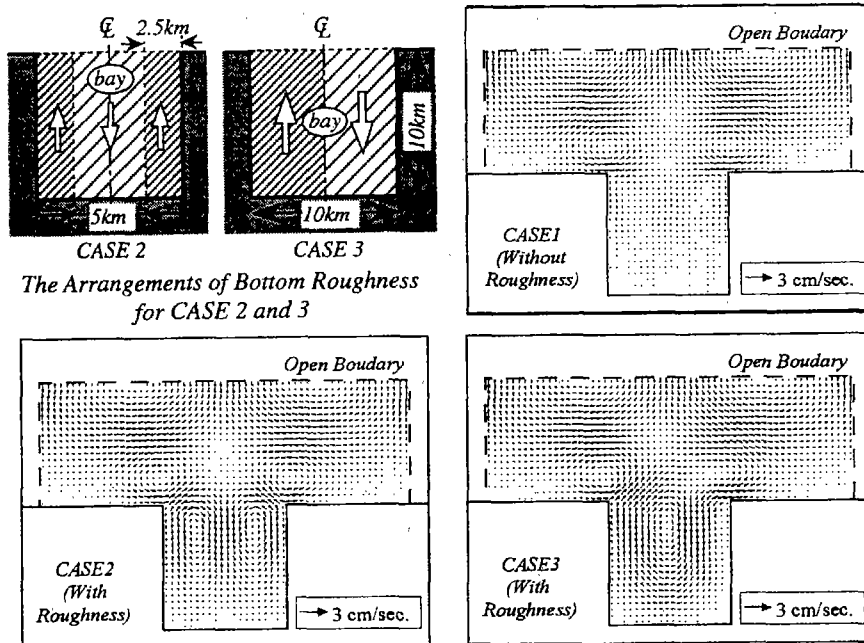 ℄ 2.5km
bay
5km
CASE 2
℄
bay
10km
10km
CASE 3
The Arrangements of Bottom Roughness
for CASE 2 and 3
Open Boudary
CASE1
(Without
Roughness)
3 cm/sec.
Open Boudary
CASE2
(With
Roughness)
3 cm/sec.
Open Boudary
CASE3
(With
Roughness)
3 cm/sec.